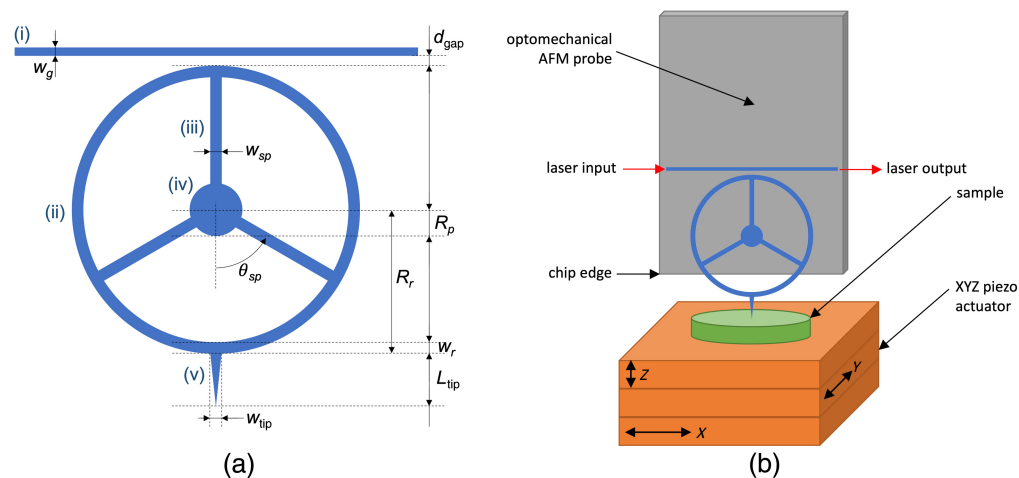 (i)
w_g
d_gap
(iii)
w_sp
(iv)
(ii)
R_p
θ_sp
R_r
w_r
(v)
L_tip
w_tip
(a)
optomechanical
AFM probe
laser input
laser output
sample
chip edge
XYZ piezo
actuator
Z
Y
X
(b)